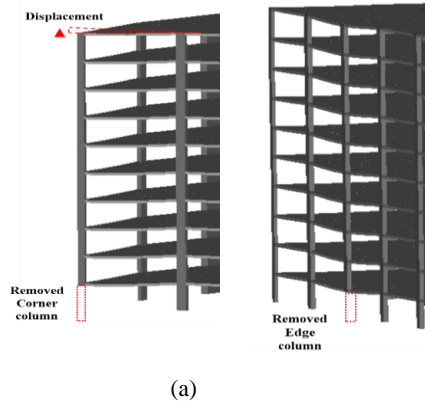 Displacement
Removed
Corner
column
Removed
Edge
column
(a)